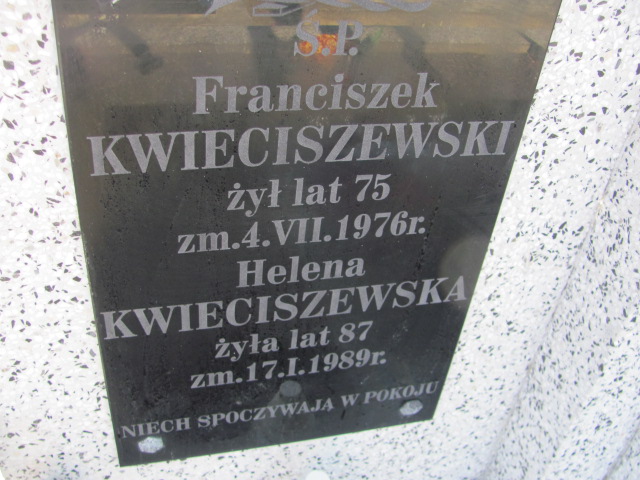 Ś.P.
Franciszek
KWIECISZEWSKI
żył lat 75
zm.4.VII.1976r.
Helena
KWIECISZEWSKA
żyła lat 87
zm.17.I.1989r.
NIECH SPOCZYWAJĄ W POKOJU